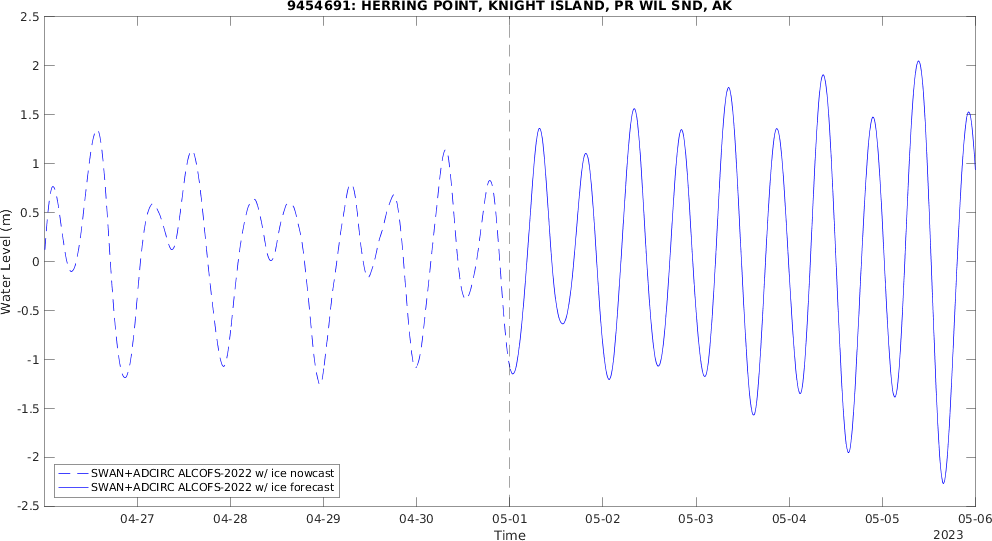 9454691: HERRING POINT, KNIGHT ISLAND, PR WIL SND, AK
Water Level (m)
2.5
2
1.5
1
0.5
0
-0.5
-1
-1.5
-2
-2.5
SWAN+ADCIRC ALCOFS-2022 w/ ice nowcast
SWAN+ADCIRC ALCOFS-2022 w/ ice forecast
04-27 04-28 04-29 04-30 05-01 05-02 05-03 05-04 05-05 05-06
Time
2023